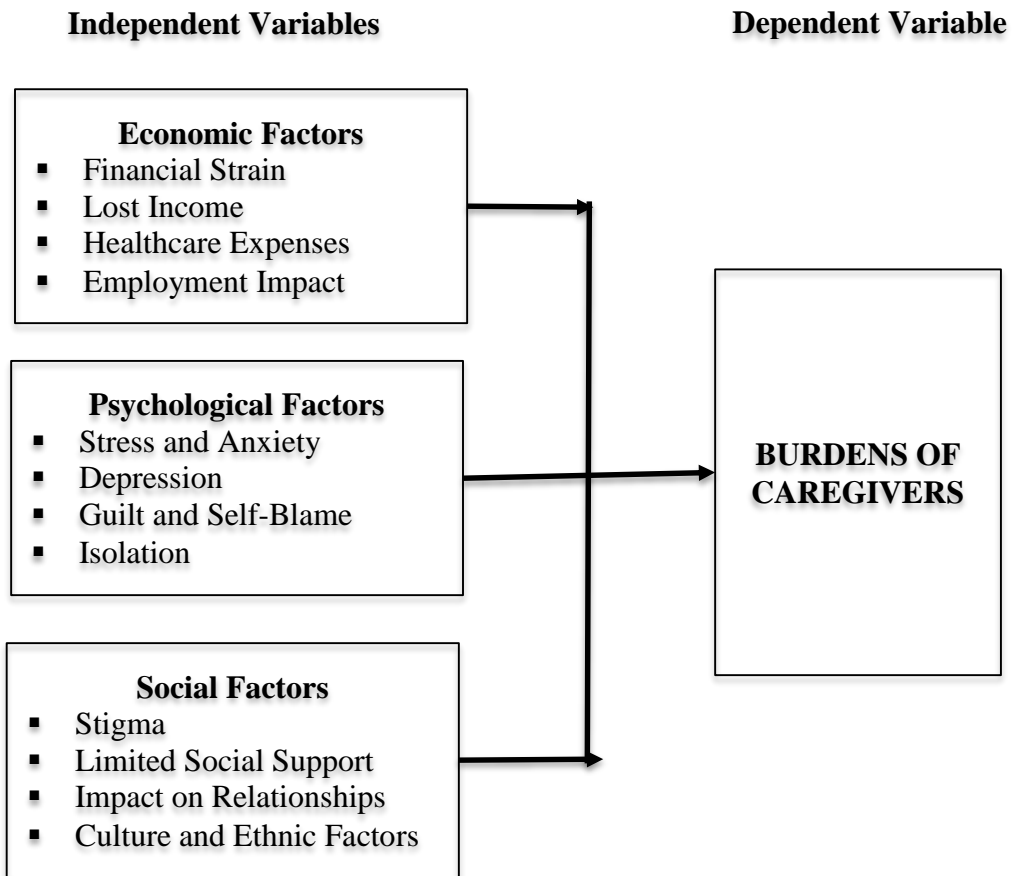 Independent Variables
Dependent Variable
Economic Factors
▪ Financial Strain
▪ Lost Income
▪ Healthcare Expenses
▪ Employment Impact
Psychological Factors
▪ Stress and Anxiety
▪ Depression
▪ Guilt and Self-Blame
▪ Isolation
Social Factors
▪ Stigma
▪ Limited Social Support
▪ Impact on Relationships
▪ Culture and Ethnic Factors
BURDENS OF
CAREGIVERS